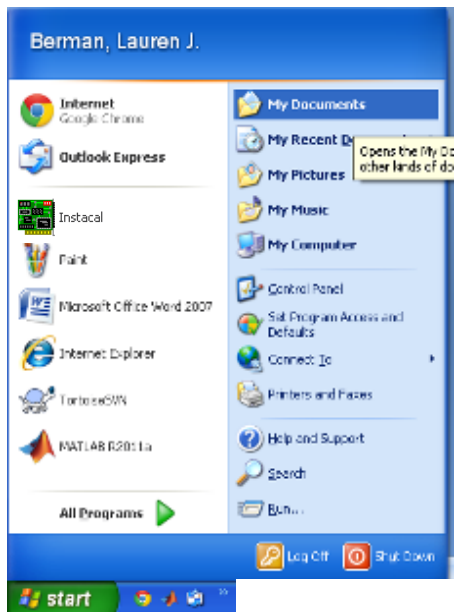 Berman, Lauren J.
Internet
Google Chrome
Outlook Express
Instacal
Paint
Microsoft Office Word 2007
Internet Explorer
TortoiseSVN
MATLAB R2011a
All Programs
My Documents
My Recent D
Opens the My Do
other kinds of do
My Pictures
My Music
My Computer
Control Panel
Set Program Access and
Defaults
Connect To
Printers and Faxes
Help and Support
Search
Run...
Log Off
Shut Down
start